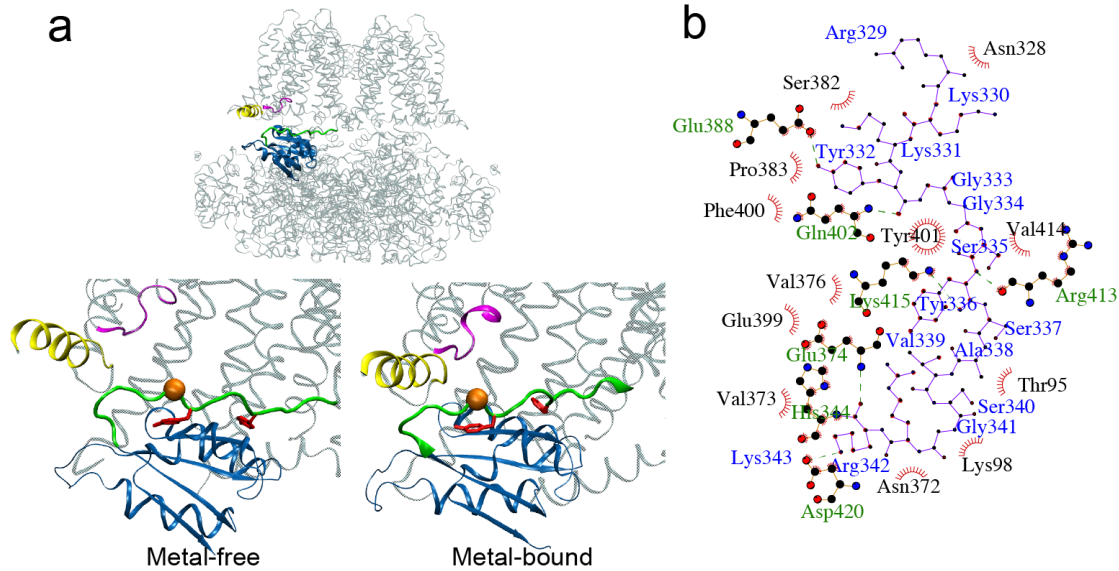 a
b
Metal-free
Metal-bound
Arg329
Asn328
Ser382
Lys330
Glu388
Tyr332
Lys331
Pro383
Gly333
Phe400
Gly334
Gln402
Tyr401
Val414
Ser335
Val376
Lys415
Tyr336
Arg413
Glu399
Ser337
Glu374
Val339
Ala338
Val373
Thr95
His344
Ser340
Gly341
Lys343
Arg342
Lys98
Asn372
Asp420